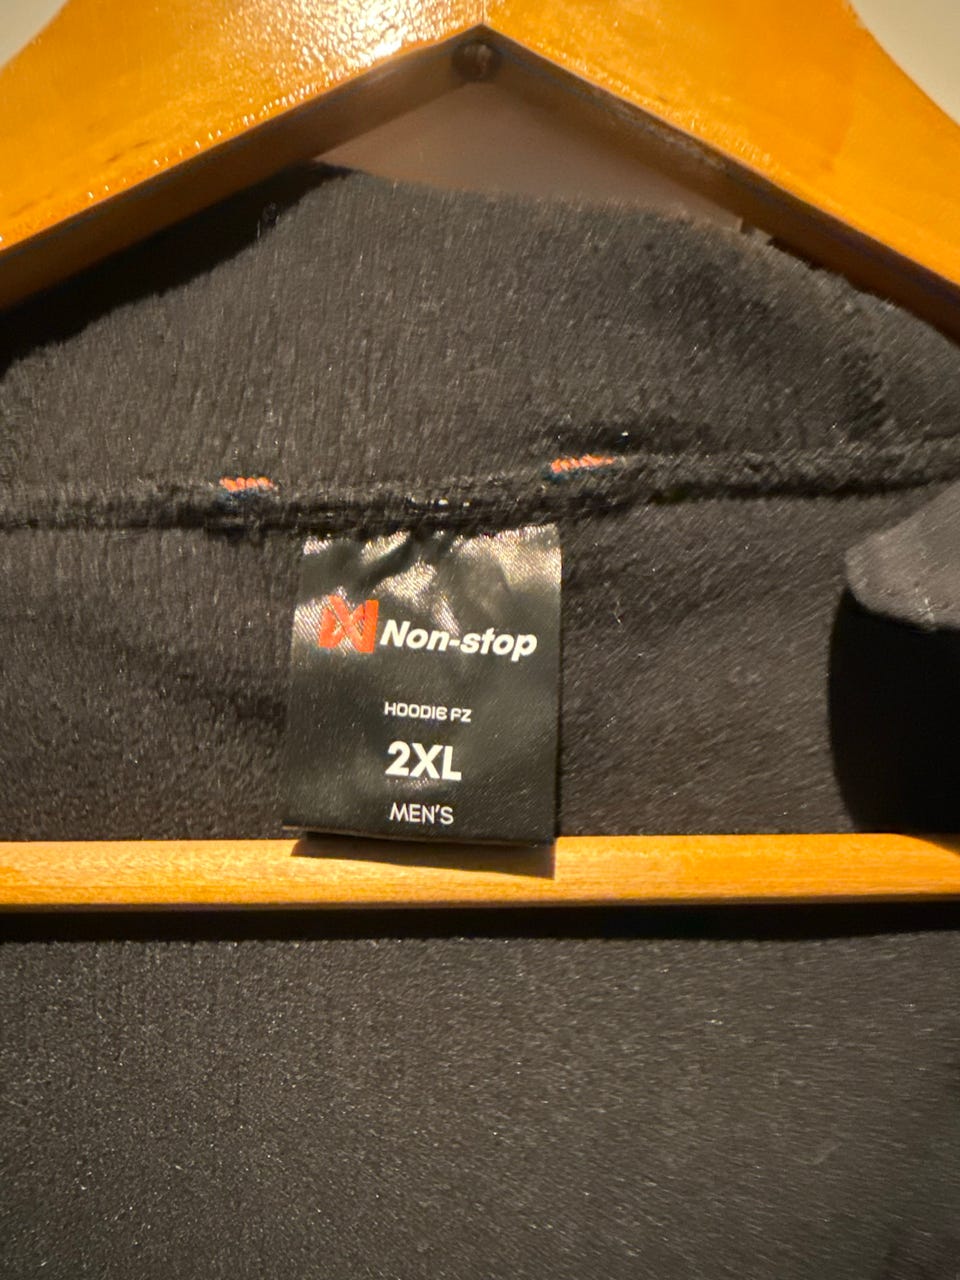 Non-stop
HOODIE FZ
2XL
MEN'S